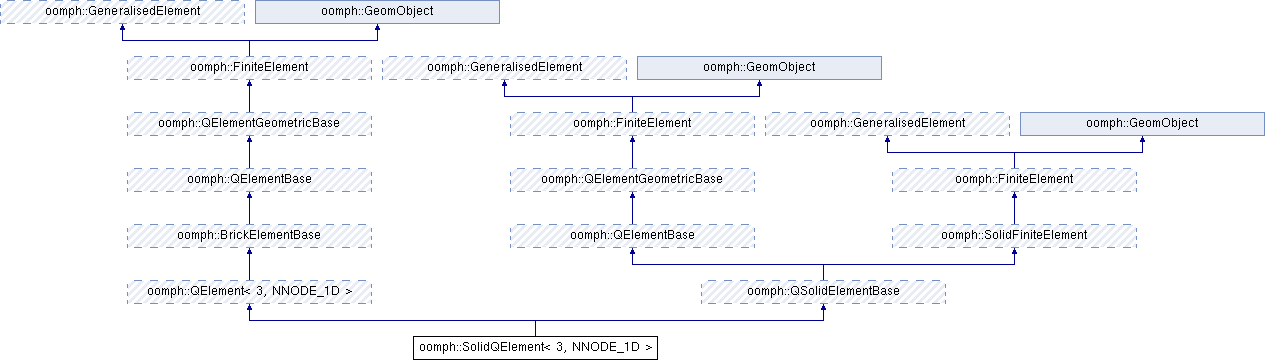 oomph::GeneralisedElement oomph::GeomObject
oomph::FiniteElement oomph::GeneralisedElement oomph::GeomObject
oomph::QElementGeometricBase oomph::FiniteElement oomph::GeneralisedElement oomph::GeomObject
oomph::QElementBase oomph::QElementGeometricBase oomph::FiniteElement
oomph::BrickElementBase oomph::QElementBase oomph::SolidFiniteElement
oomph::QElement< 3, NNODE_1D > oomph::QSolidElementBase
oomph::SolidQElement< 3, NNODE_1D >